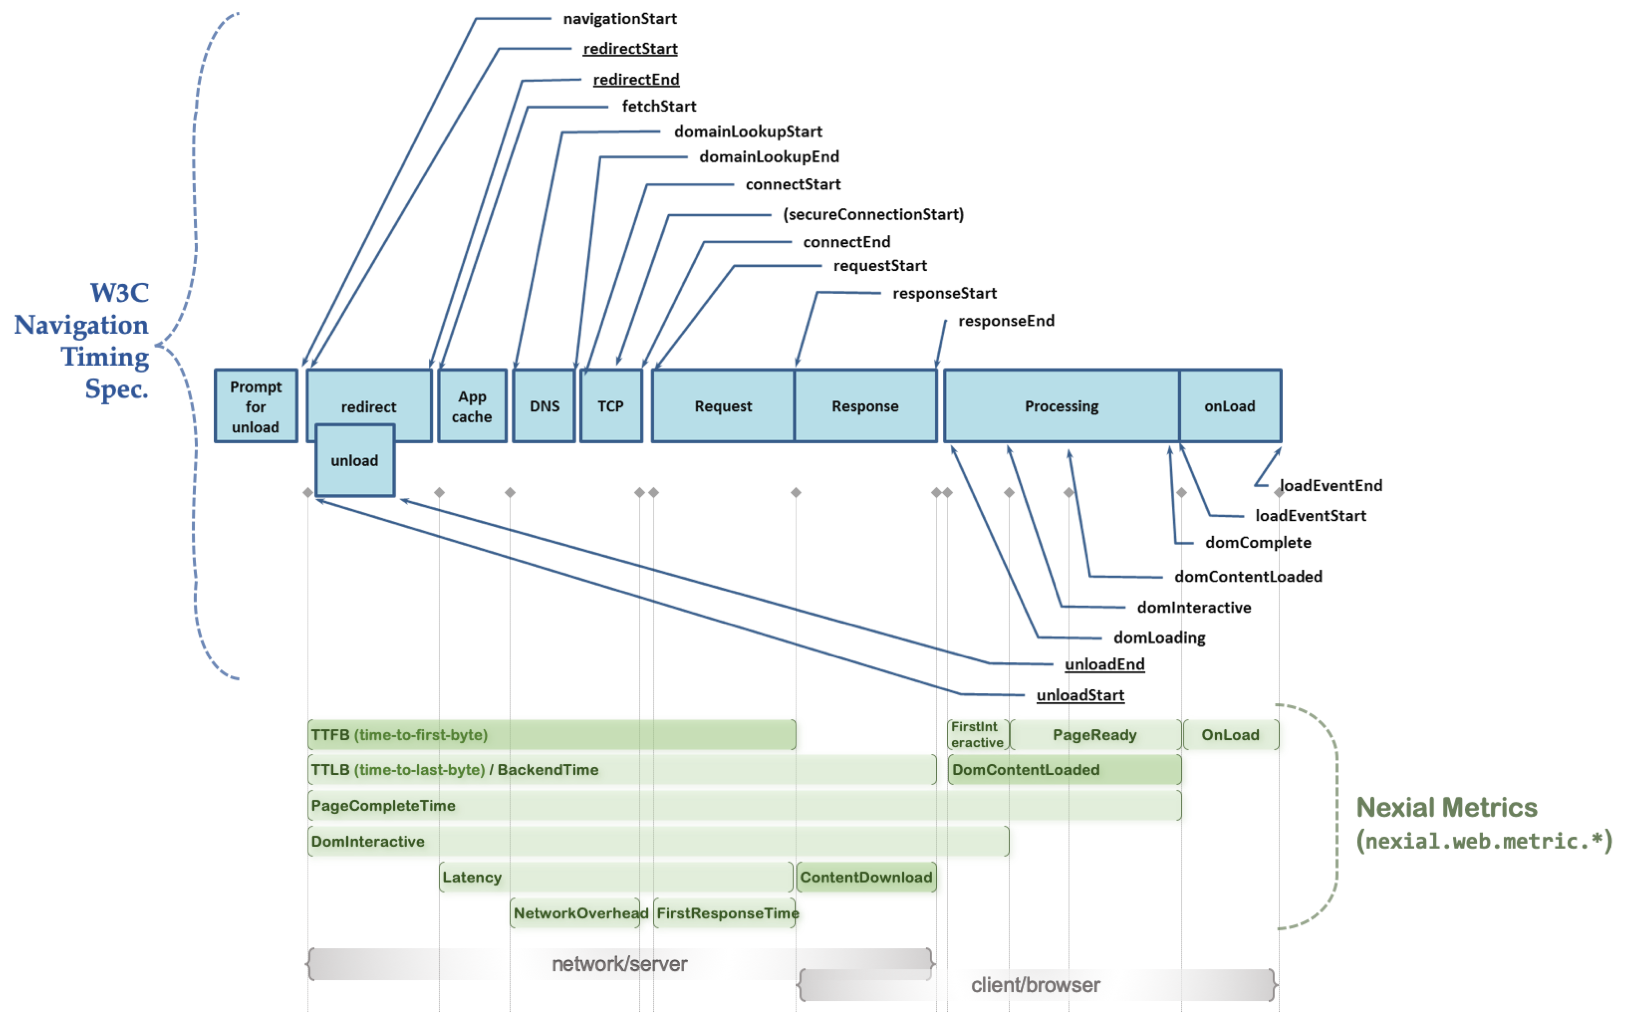 navigationStart
redirectStart
redirectEnd
fetchStart
domainLookupStart
domainLookupEnd
connectStart
(secureConnectionStart)
connectEnd
requestStart
responseStart
responseEnd
W3C
Navigation
Timing
Spec.
Prompt
for
unload
redirect
unload
App
cache
DNS
TCP
Request
Response
Processing
onLoad
loadEventEnd
loadEventStart
domComplete
domContentLoaded
domInteractive
domLoading
unloadEnd
unloadStart
TTFB (time-to-first-byte)
FirstInt
eractive
PageReady
OnLoad
TTLB (time-to-last-byte) / BackendTime
DomContentLoaded
PageCompleteTime
DomInteractive
Latency
ContentDownload
NetworkOverhead
FirstResponseTime
Nexial Metrics
(nexial.web.metric.*)
network/server
client/browser